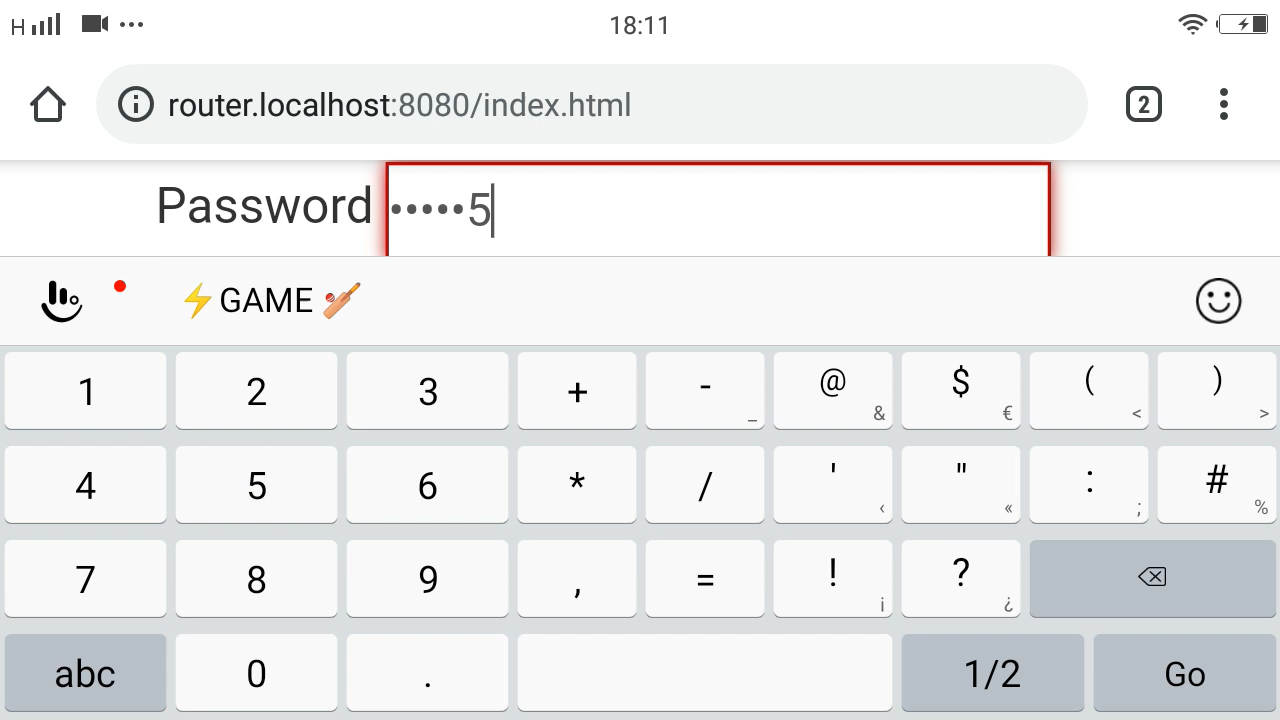 H 18:11
router.localhost:8080/index.html 2
Password •••••5
⚡GAME 🏏
1 2 3 + - _ @ & $ € ( < ) >
4 5 6 * / ' ‹ " « : ; # %
7 8 9 , = ! ¡ ? ¿
abc 0 . 1/2 Go